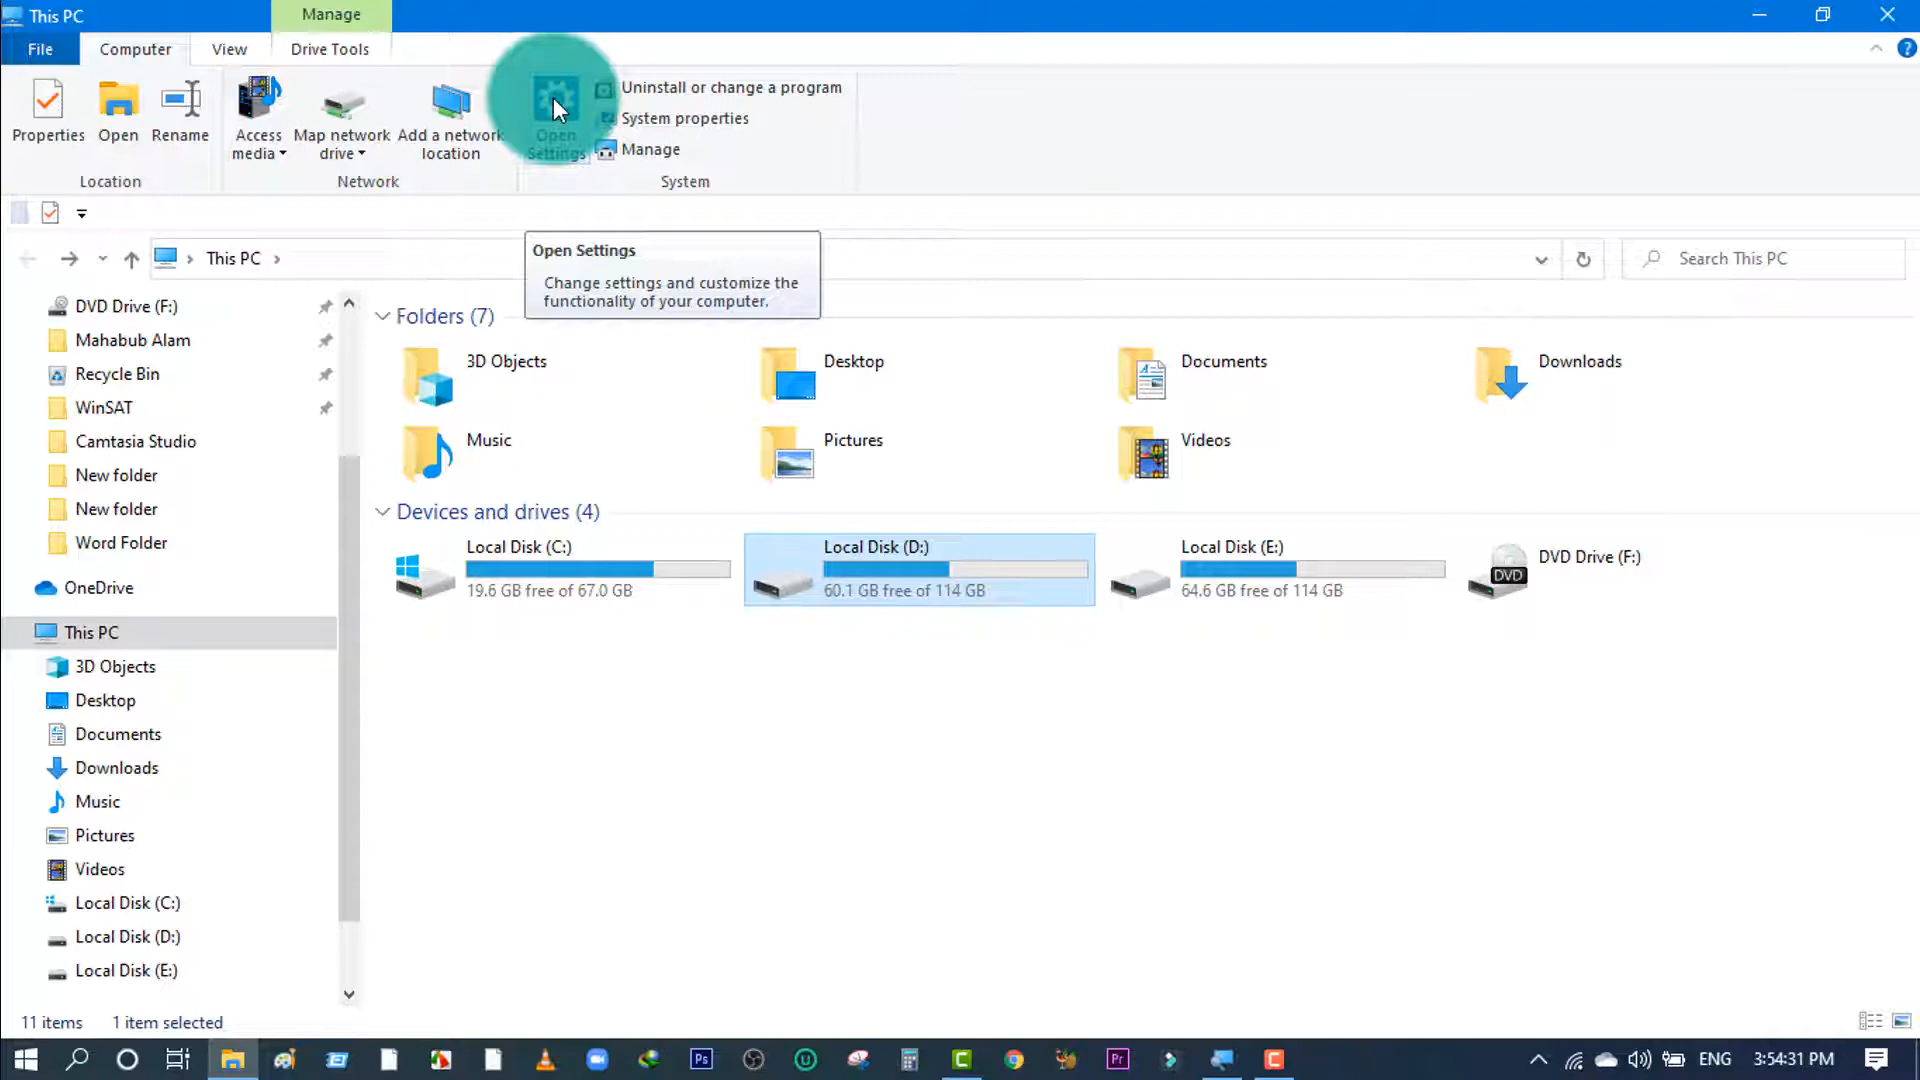 This PC
Manage
File
Computer
View
Drive Tools
Properties
Open
Rename
Access
media
Map network
drive
Add a network
location
Open
Settings
Uninstall or change a program
System properties
Manage
Location
Network
System
This PC
Search This PC
Open Settings
Change settings and customize the
functionality of your computer.
DVD Drive (F:)
Mahabub Alam
Recycle Bin
WinSAT
Camtasia Studio
New folder
New folder
Word Folder
OneDrive
This PC
3D Objects
Desktop
Documents
Downloads
Music
Pictures
Videos
Local Disk (C:)
Local Disk (D:)
Local Disk (E:)
Folders (7)
3D Objects
Desktop
Documents
Downloads
Music
Pictures
Videos
Devices and drives (4)
Local Disk (C:)
19.6 GB free of 67.0 GB
Local Disk (D:)
60.1 GB free of 114 GB
Local Disk (E:)
64.6 GB free of 114 GB
DVD Drive (F:)
DVD
11 items
1 item selected
Ps
Pr
ENG
3:54:31 PM